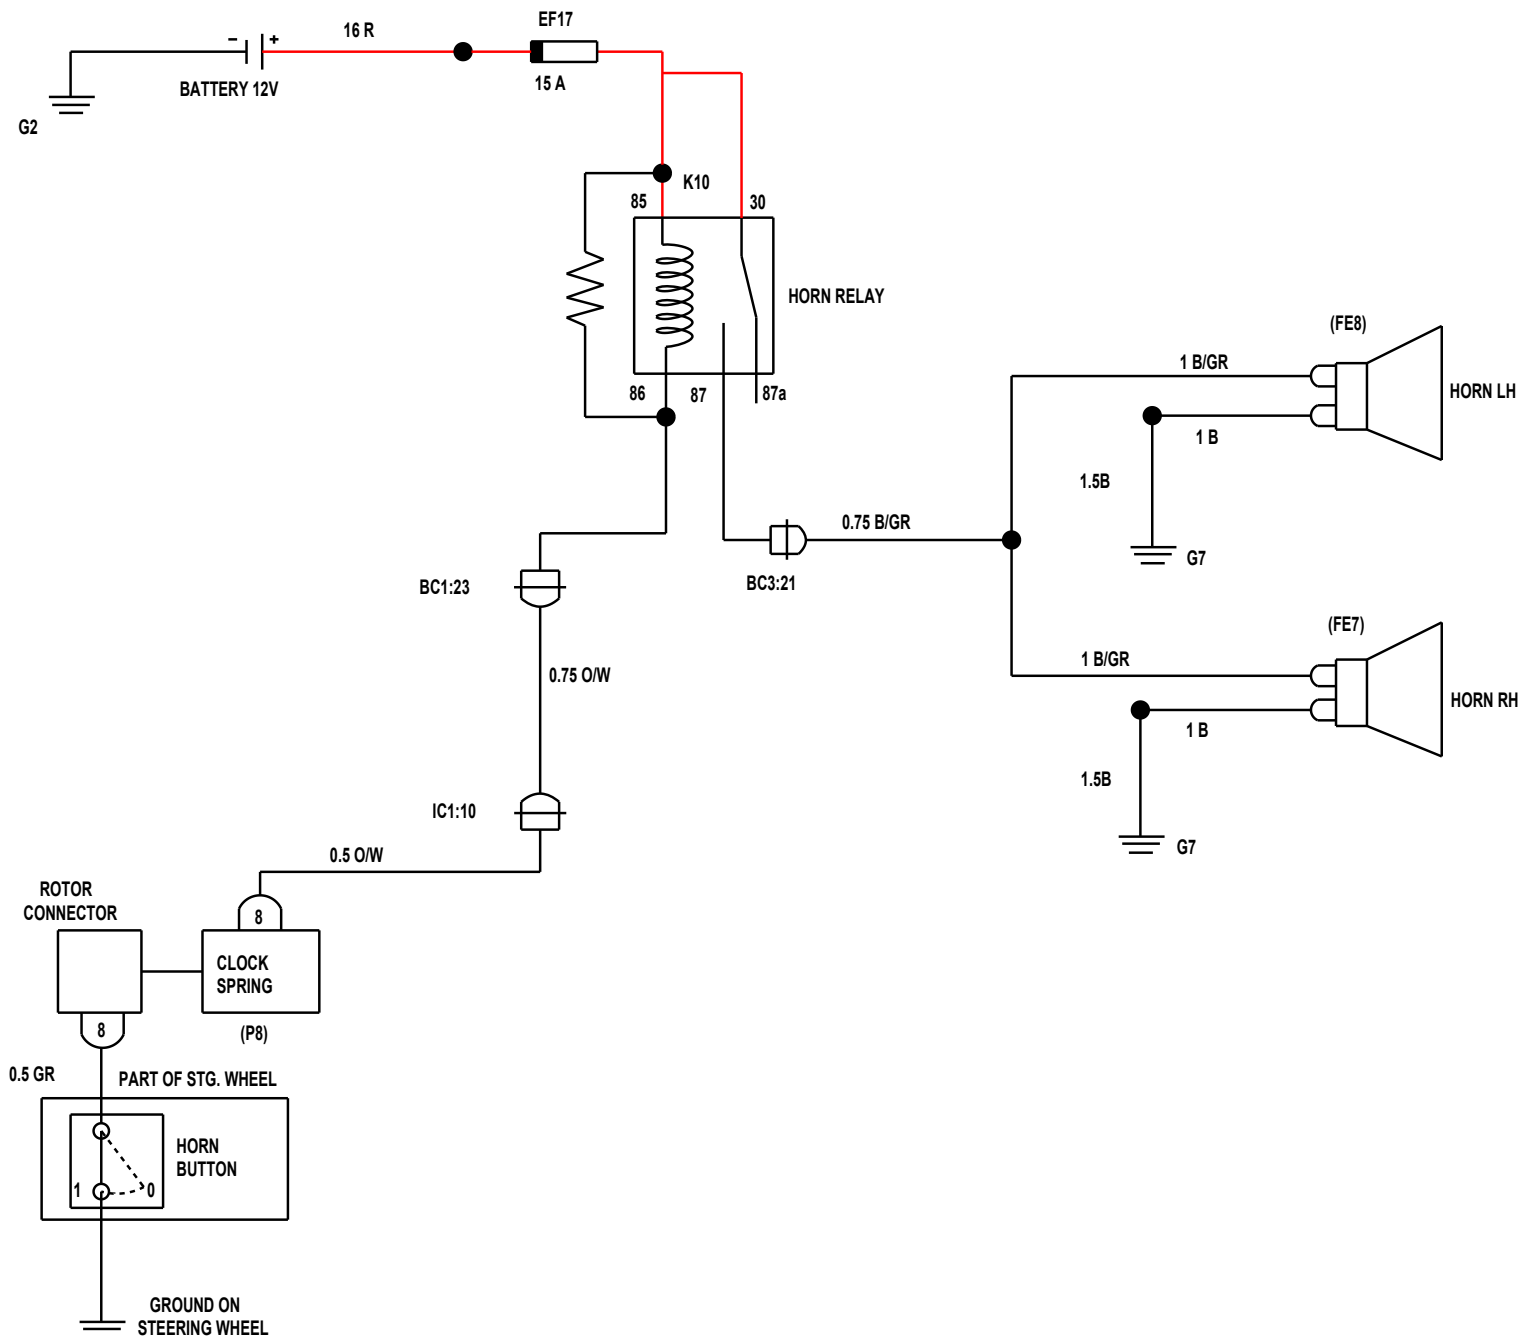 EF17
16 R
− +
BATTERY 12V
15 A
G2
K10
85
30
HORN RELAY
(FE8)
1 B/GR
86
87
87a
HORN LH
1 B
1.5B
0.75 B/GR
G7
BC1:23
BC3:21
(FE7)
1 B/GR
0.75 O/W
HORN RH
1 B
1.5B
IC1:10
G7
0.5 O/W
ROTOR
CONNECTOR
8
CLOCK
SPRING
8
(P8)
0.5 GR
PART OF STG. WHEEL
HORN
BUTTON
1
0
GROUND ON
STEERING WHEEL